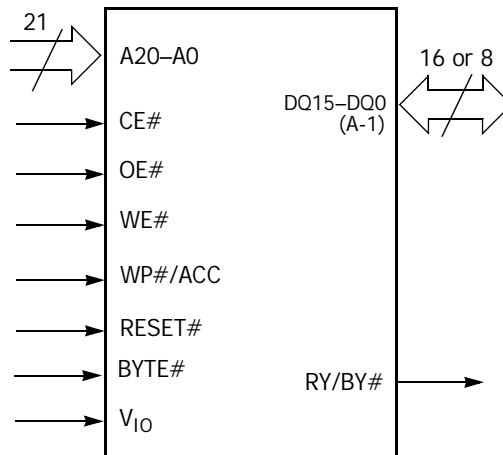 21
A20–A0
16 or 8
DQ15–DQ0
(A-1)
CE#
OE#
WE#
WP#/ACC
RESET#
BYTE#
RY/BY#
VIO